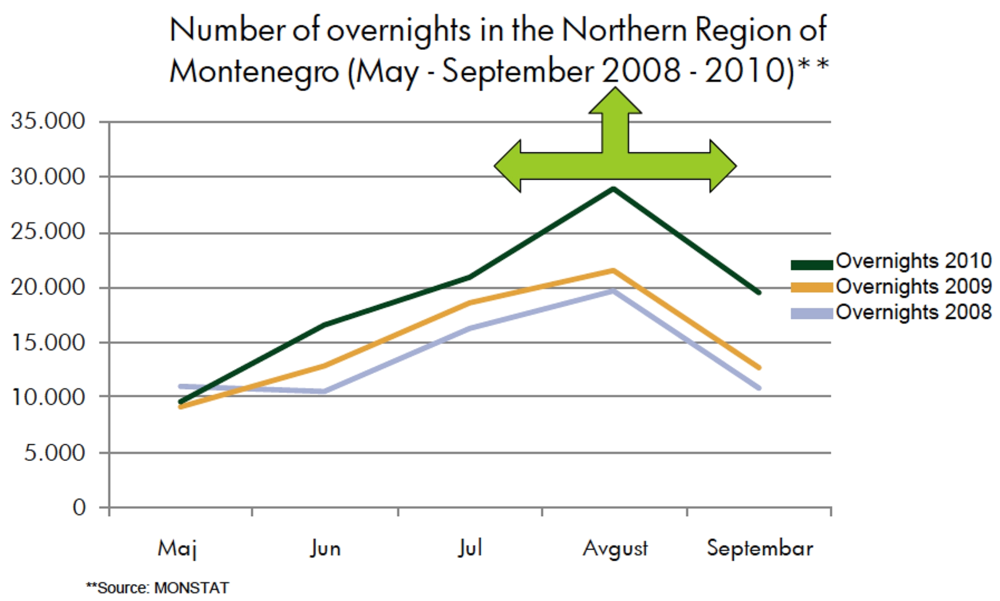 Number of overnights in the Northern Region of
Montenegro (May - September 2008 - 2010)**
35.000
30.000
25.000
20.000
15.000
10.000
5.000
0
Overnights 2010
Overnights 2009
Overnights 2008
Maj Jun Jul Avgust Septembar
**Source: MONSTAT